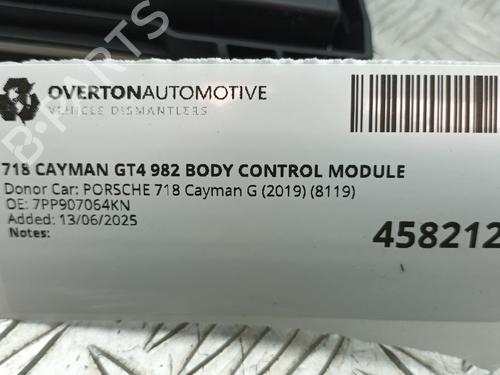 OVERTONAUTOMOTIVE
VEHICLE DISMANTLERS
718 CAYMAN GT4 982 BODY CONTROL MODULE
Donor Car: PORSCHE 718 Cayman G (2019) (8119)
OE: 7PP907064KN
Added: 13/06/2025
Notes:
458212
B-PARTS